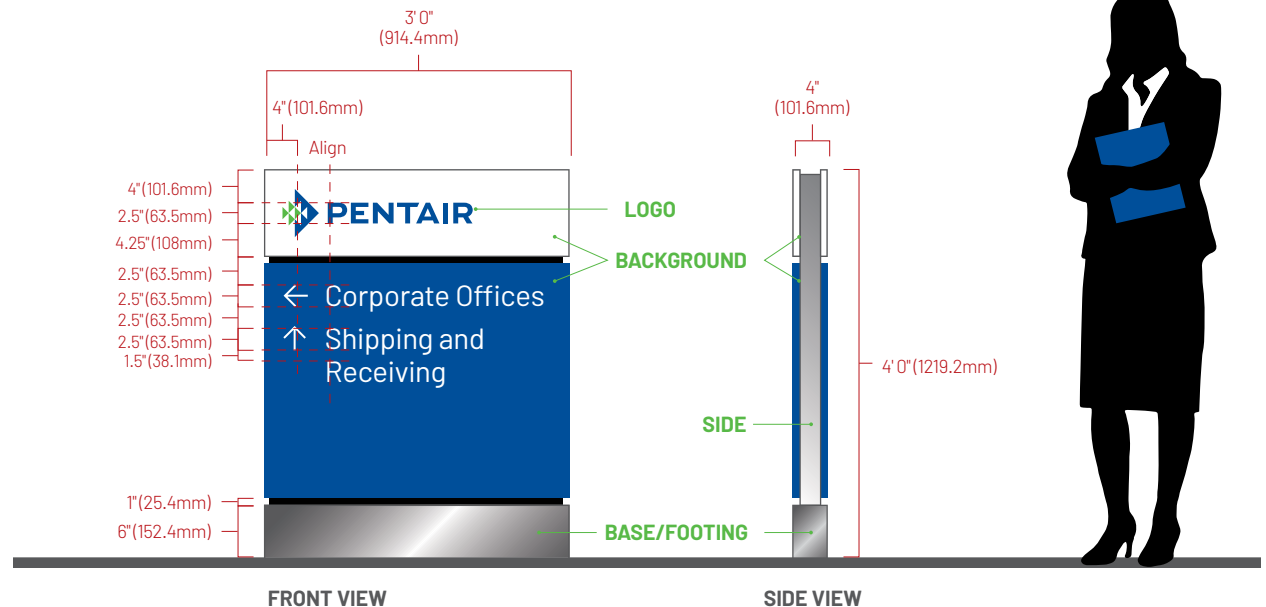 3' 0"
(914.4mm)
4"
(101.6mm)
4"(101.6mm)
Align
4"(101.6mm)
2.5"(63.5mm)
4.25"(108mm)
2.5"(63.5mm)
2.5"(63.5mm)
2.5"(63.5mm)
2.5"(63.5mm)
1.5"(38.1mm)
PENTAIR
LOGO
BACKGROUND
Corporate Offices
Shipping and
Receiving
4' 0"(1219.2mm)
SIDE
1"(25.4mm)
6"(152.4mm)
BASE/FOOTING
FRONT VIEW
SIDE VIEW